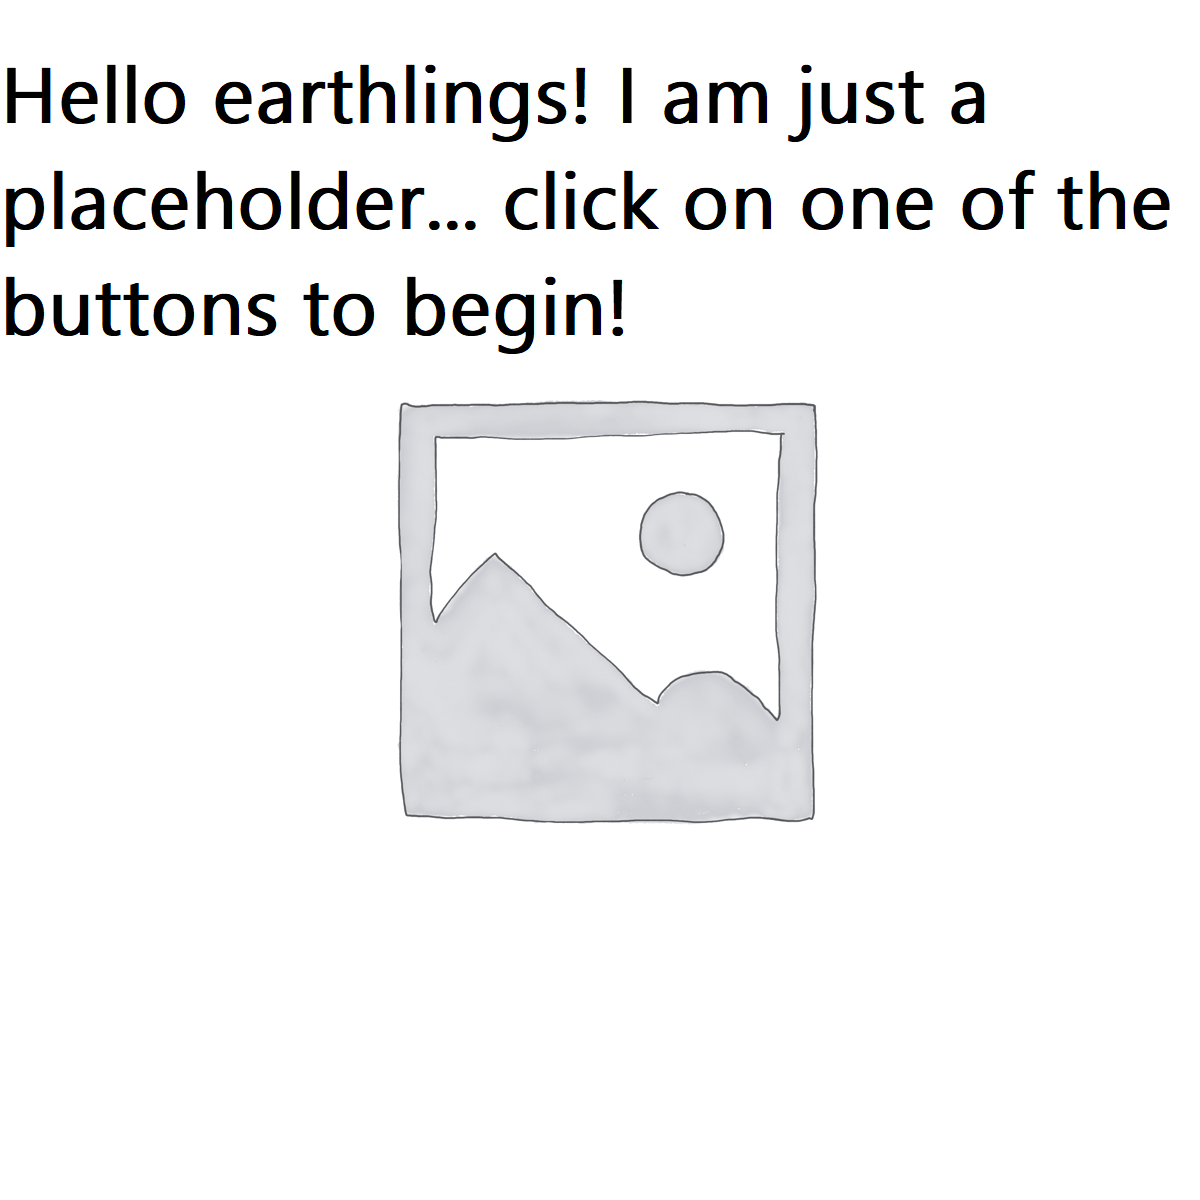 Hello earthlings! I am just a
placeholder... click on one of the
buttons to begin!